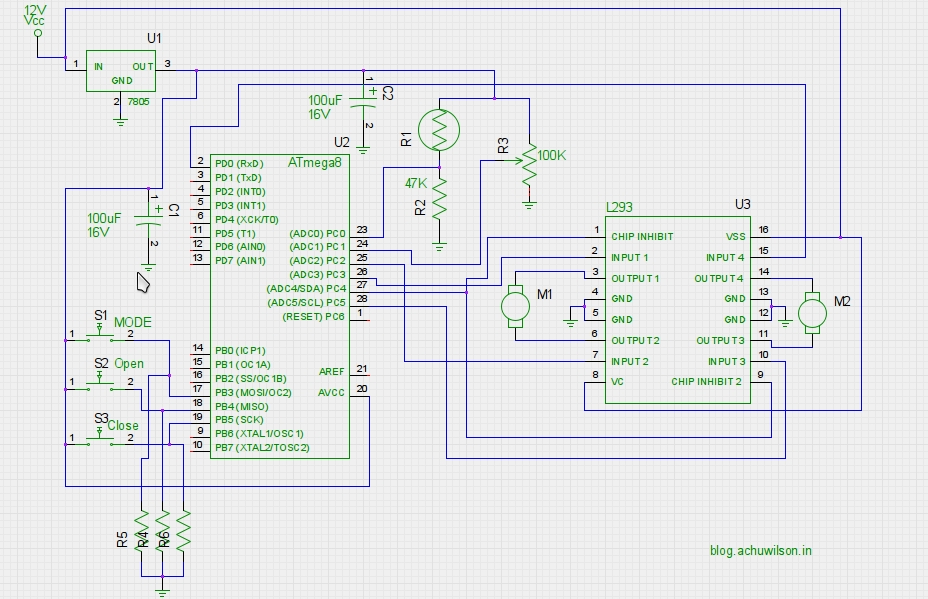 12V
Vcc
U1
1 IN OUT 3
GND
2 7805
1
+ C2
100uF
16V
2
R1
R3
100K
47K
R2
U2
ATmega8
2 PD0 (RxD)
3 PD1 (TxD)
4 PD2 (INT0)
5 PD3 (INT1)
6 PD4 (XCK/T0)
11 PD5 (T1)
12 PD6 (AIN0)
13 PD7 (AIN1)
14 PB0 (ICP1)
15 PB1 (OC1A)
16 PB2 (SS/OC1B)
17 PB3 (MOSI/OC2)
18 PB4 (MISO)
19 PB5 (SCK)
9 PB6 (XTAL1/OSC1)
10 PB7 (XTAL2/TOSC2)
(ADC0) PC0 23
(ADC1) PC1 24
(ADC2) PC2 25
(ADC3) PC3 26
(ADC4/SDA) PC4 27
(ADC5/SCL) PC5 28
(RESET) PC6 1
AREF 21
AVCC 20
1
+ C1
100uF
16V
2
S1
MODE
1 2
S2 Open
1 2
S3 Close
1 2
R5 R4 R6
L293 U3
1 CHIP INHIBIT VSS 16
2 INPUT 1 INPUT 4 15
3 OUTPUT 1 OUTPUT 4 14
4 GND GND 13
5 GND GND 12
6 OUTPUT 2 OUTPUT 3 11
7 INPUT 2 INPUT 3 10
8 VC CHIP INHIBIT 2 9
M1
M2
blog.achuwilson.in